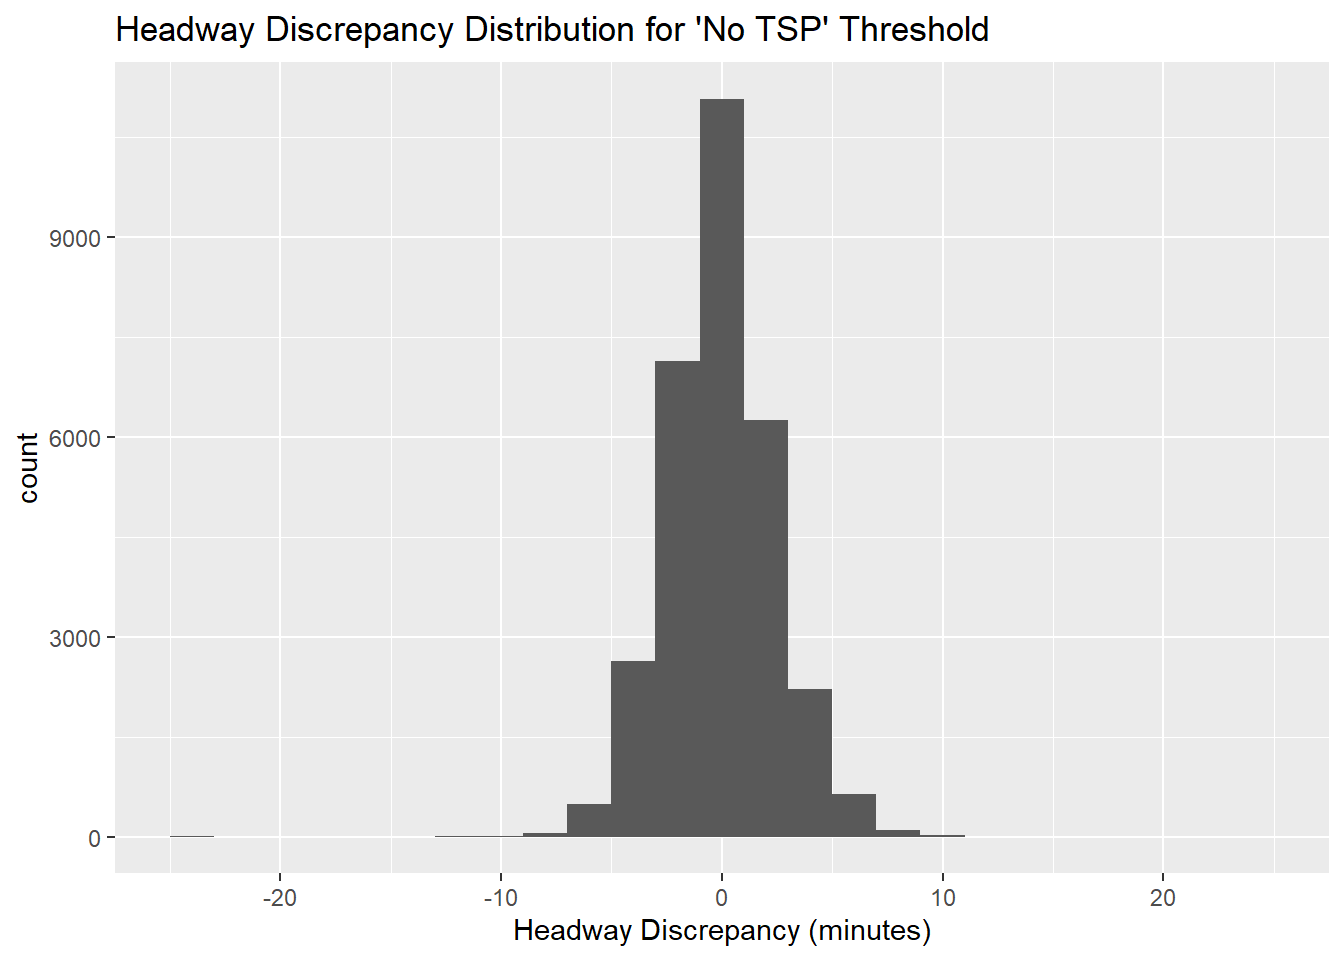 Headway Discrepancy Distribution for 'No TSP' Threshold
count
9000
6000
3000
0
-20 -10 0 10 20
Headway Discrepancy (minutes)